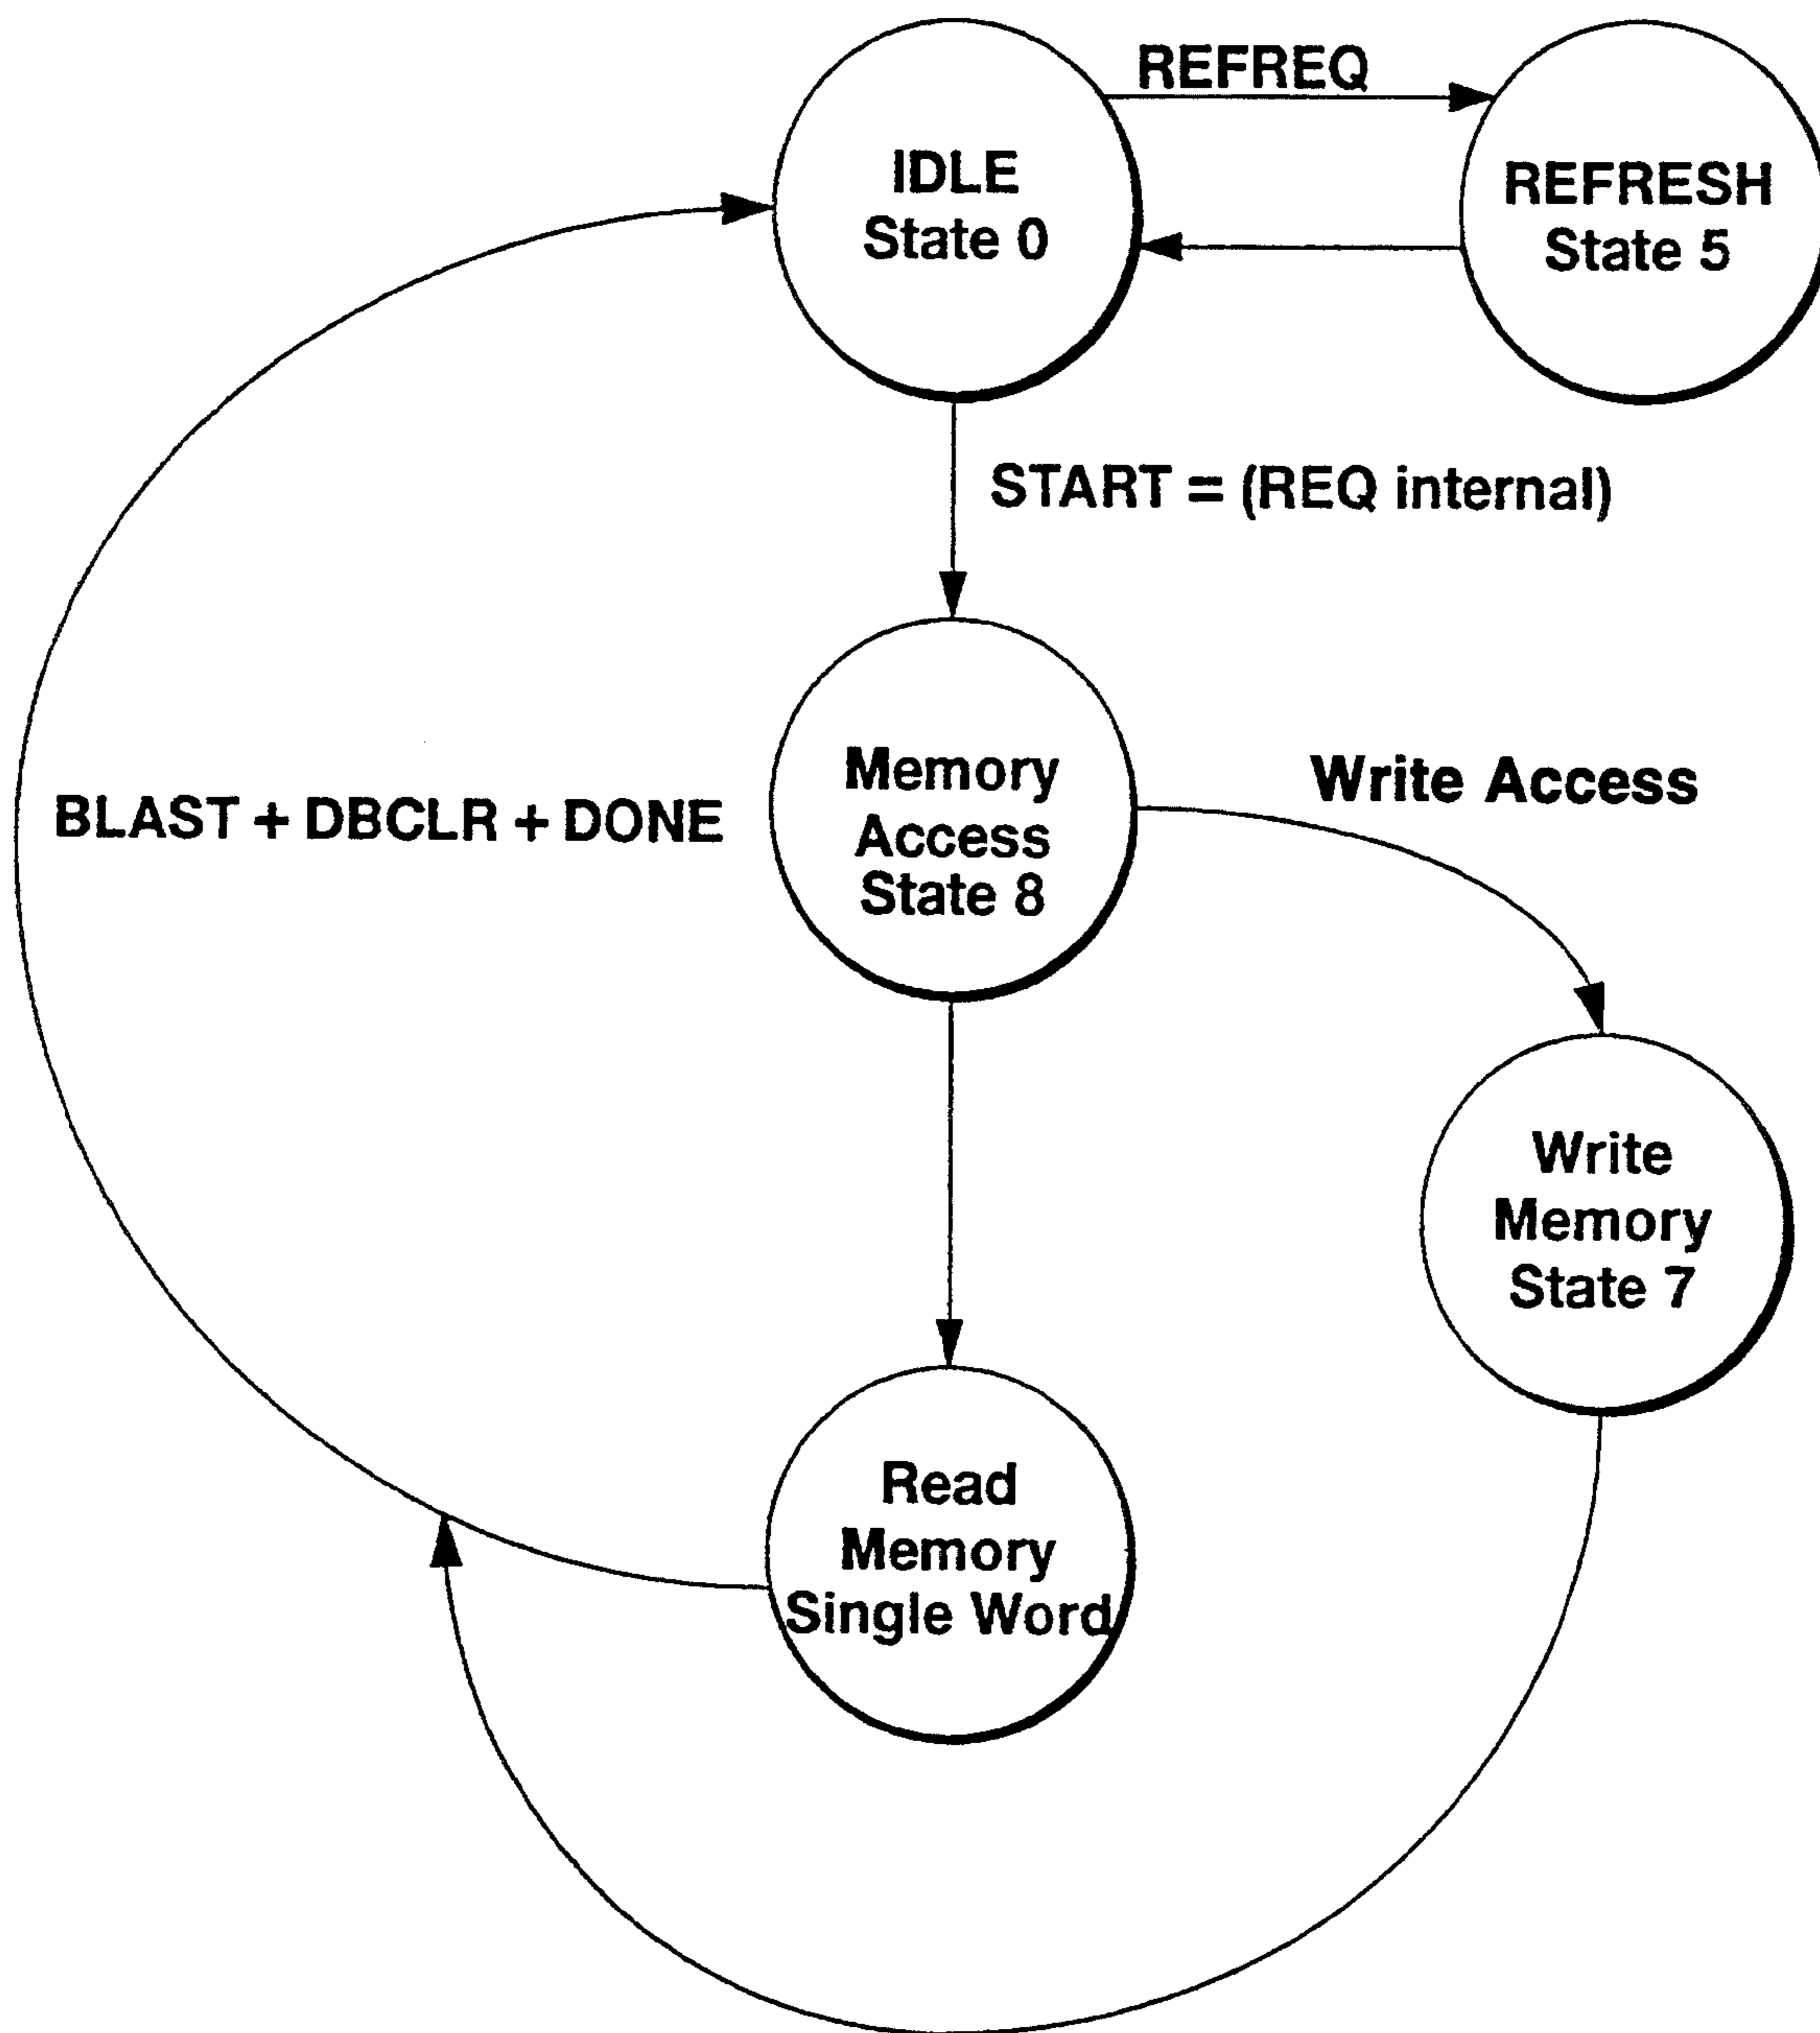 REFREQ
IDLE
State 0
REFRESH
State 5
START = (REQ internal)
Memory
Access
State 8
Write Access
BLAST + DBCLR + DONE
Write
Memory
State 7
Read
Memory
Single Word